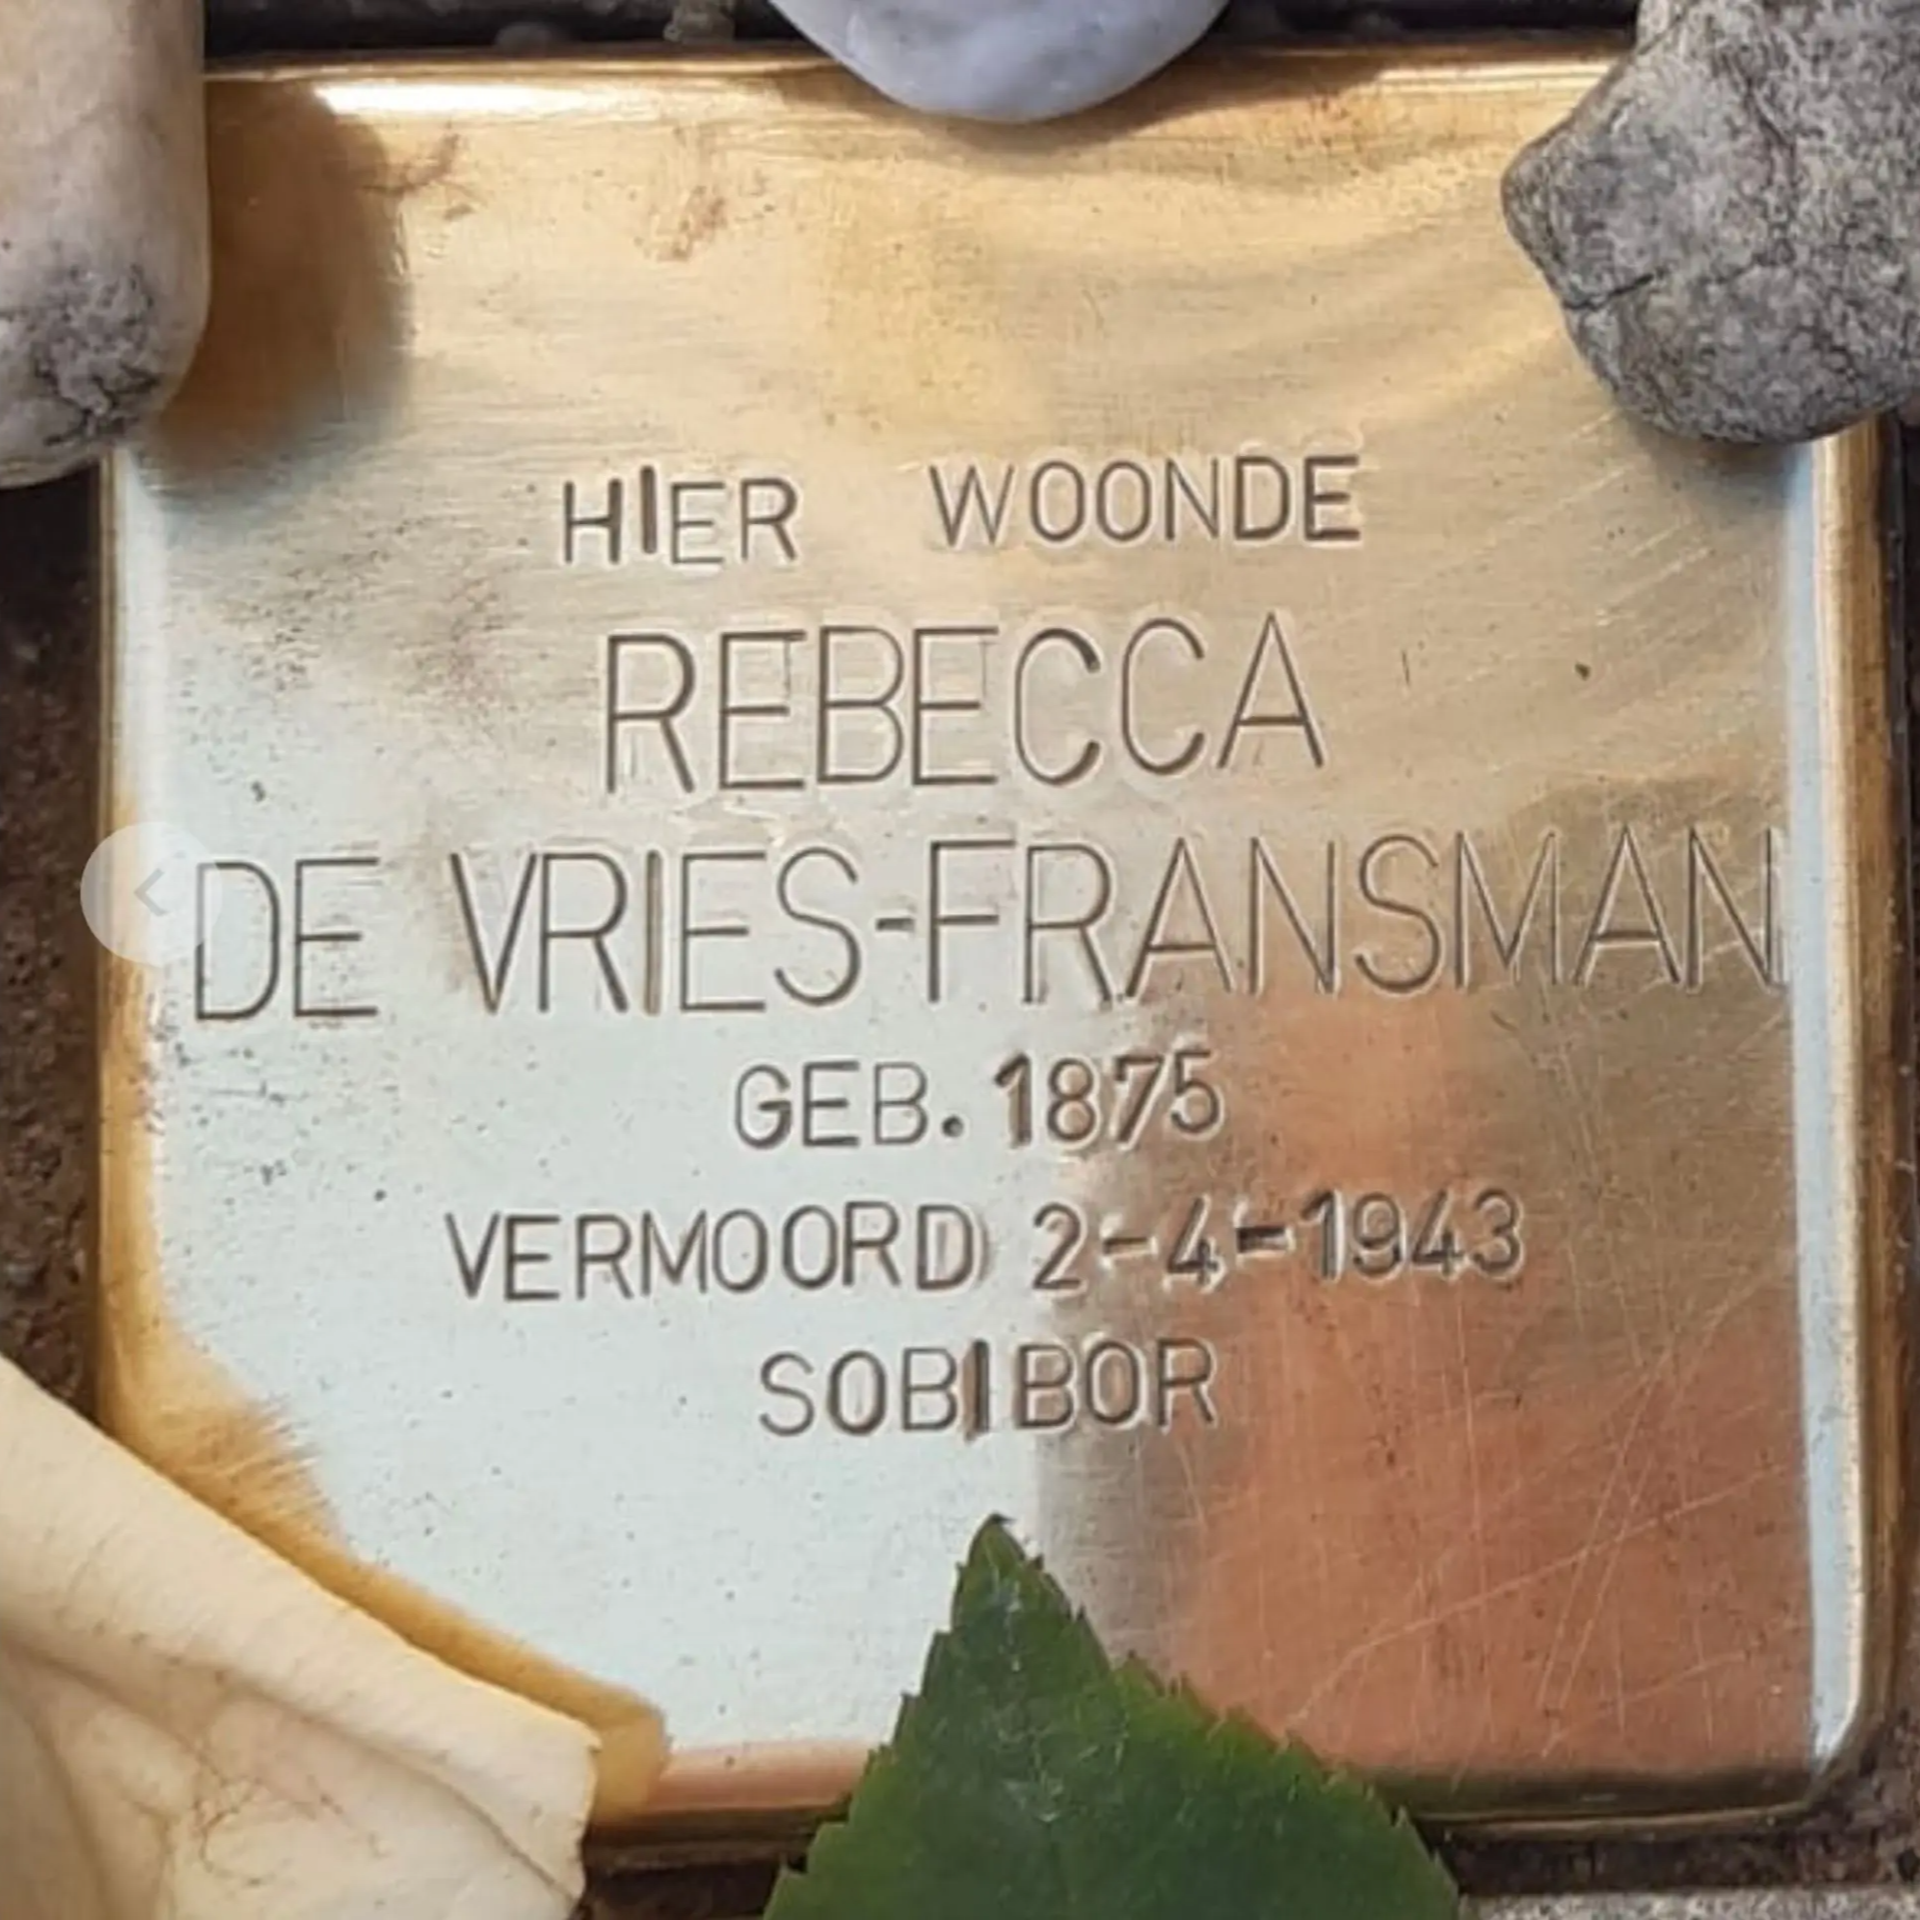 HIER WOONDE
REBECCA
DE VRIES-FRANSMAN
GEB. 1875
VERMOORD 2-4-1943
SOBIBOR